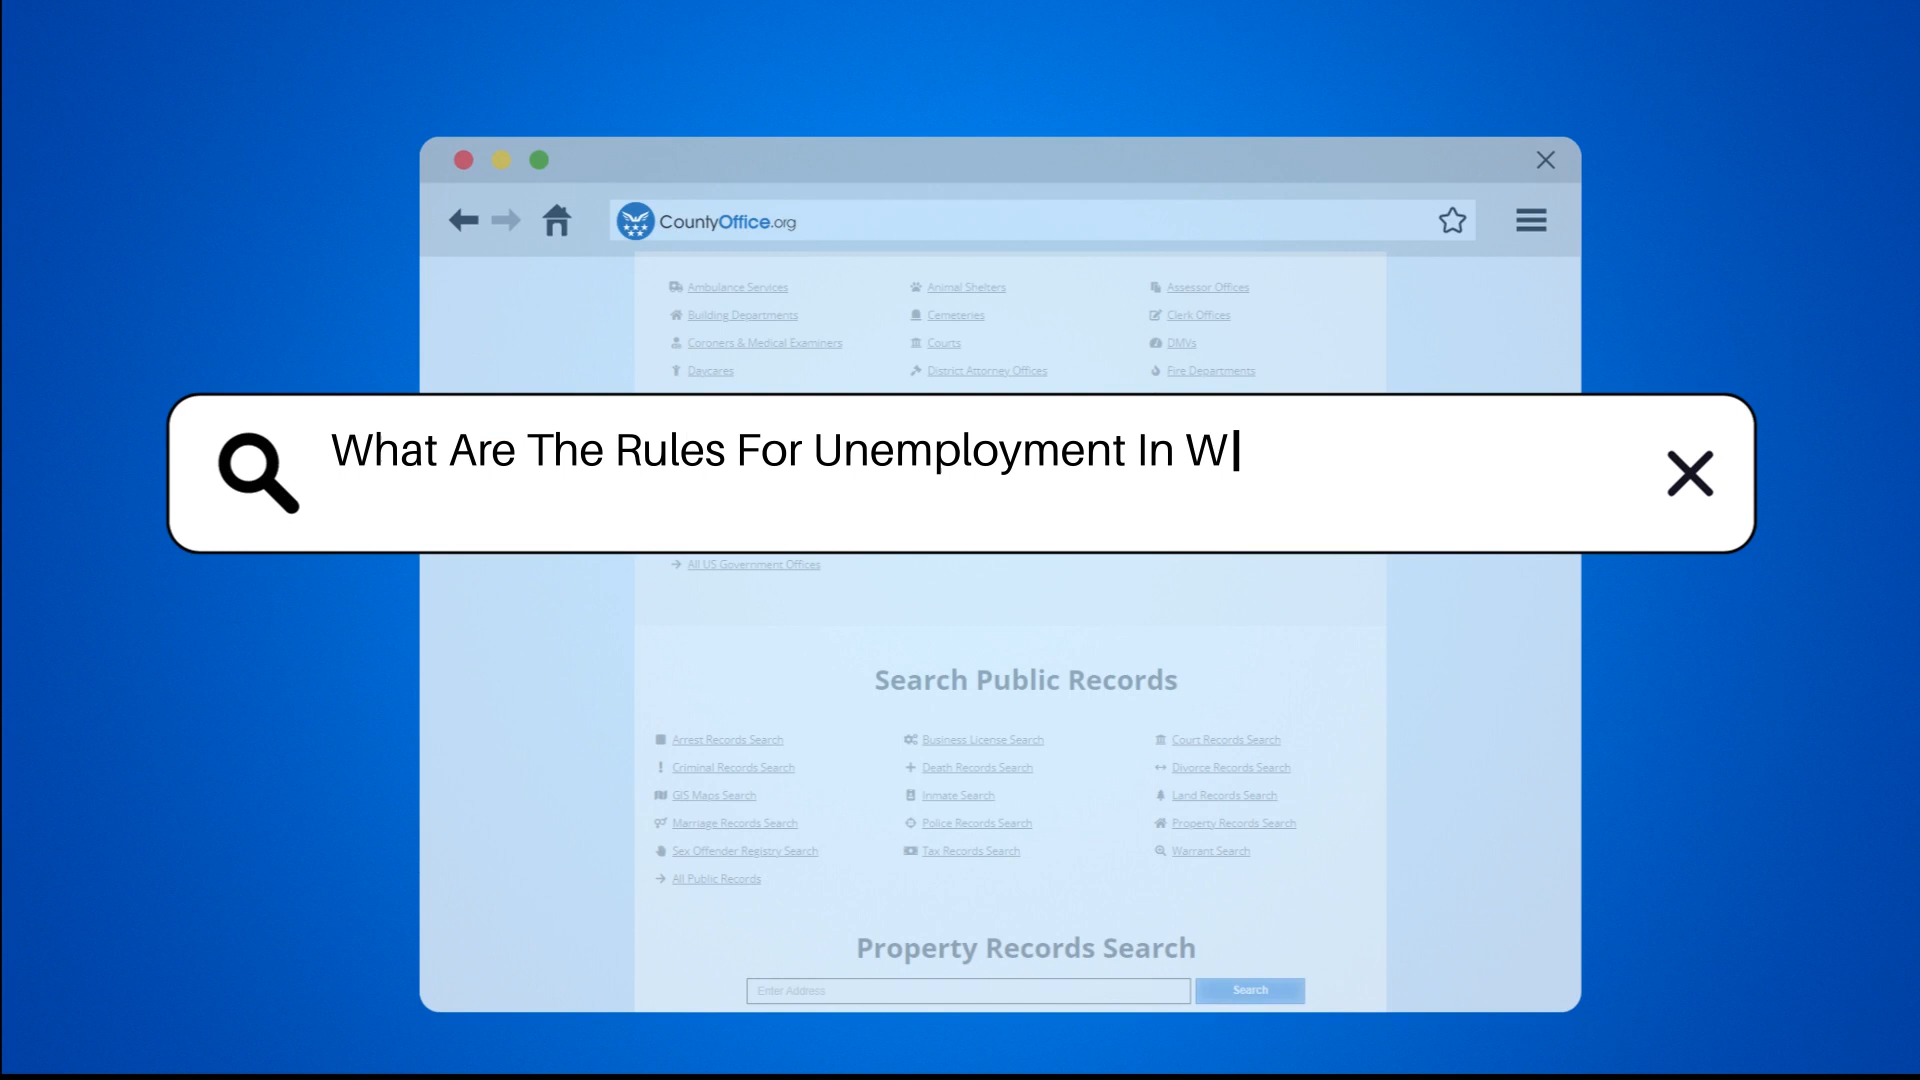 CountyOffice.org
Ambulance Services Animal Shelters Assessor Offices
Building Departments Cemeteries Clerk Offices
Coroners & Medical Examiners Courts DMVs
Daycares District Attorney Offices Fire Departments
What Are The Rules For Unemployment In W
All US Government Offices
Search Public Records
Arrest Records Search Business License Search Court Records Search
Criminal Records Search Death Records Search Divorce Records Search
GIS Maps Search Inmate Search Land Records Search
Marriage Records Search Police Records Search Property Records Search
Sex Offender Registry Search Tax Records Search Warrant Search
All Public Records
Property Records Search
Enter Address Search